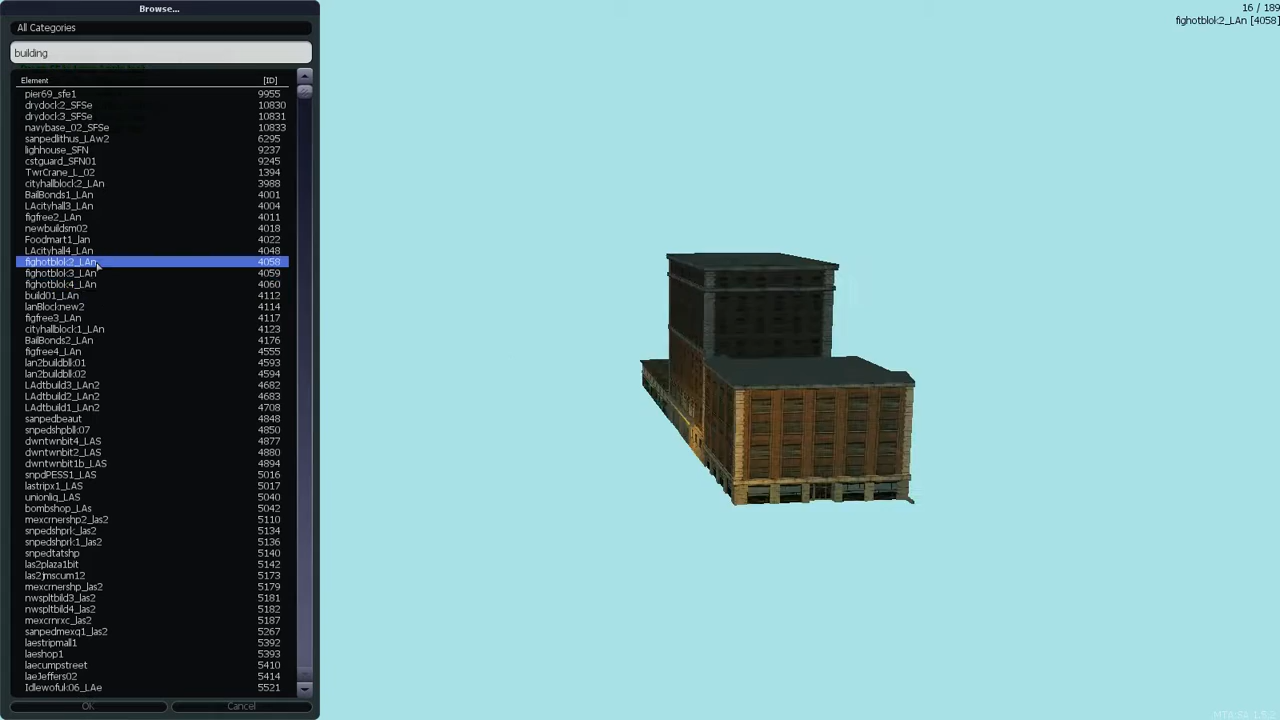 Browse...
16 / 189
fighotblok2_LAn [4058]
All Categories
building
Element [ID]
pier69_sfe1 9955
drydock2_SFSe 10830
drydock3_SFSe 10831
navybase_02_SFSe 10833
sanpedlithus_LAw2 6295
lighhouse_SFN 9237
cstguard_SFN01 9245
TwrCrane_L_02 1394
cityhallblock2_LAn 3988
BailBonds1_LAn 4001
LAcityhall3_LAn 4004
figfree2_LAn 4011
newbuildsm02 4018
Foodmart1_lan 4022
LAcityhall4_LAn 4048
fighotblok2_LAn 4058
fighotblok3_LAn 4059
fighotblok4_LAn 4060
build01_LAn 4112
lanBlocknew2 4114
figfree3_LAn 4117
cityhallblock1_LAn 4123
BailBonds2_LAn 4176
figfree4_LAn 4555
lan2buildblk01 4593
lan2buildblk02 4594
LAdtbuild3_LAn2 4682
LAdtbuild2_LAn2 4683
LAdtbuild1_LAn2 4708
sanpedbeaut 4848
snpedshpblk07 4850
dwntwnbit4_LAS 4877
dwntwnbit2_LAS 4880
dwntwnbit1b_LAS 4894
snpdPESS1_LAS 5016
lastripx1_LAS 5017
unionliq_LAS 5040
bombshop_LAs 5042
mexcrnershp2_las2 5110
snpedshprk_las2 5134
snpedshprk1_las2 5136
snpedtatshp 5140
las2plaza1bit 5142
las2jmscum12 5173
mexcrnershp_las2 5179
nwspltbild3_las2 5181
nwspltbild4_las2 5182
mexcrnrxc_las2 5187
sanpedmexq1_las2 5267
laestripmall1 5392
laeshop1 5394
laecumpstreet 5410
laeJeffers02 5414
Idlewofuk06_LAe 5521
OK Cancel